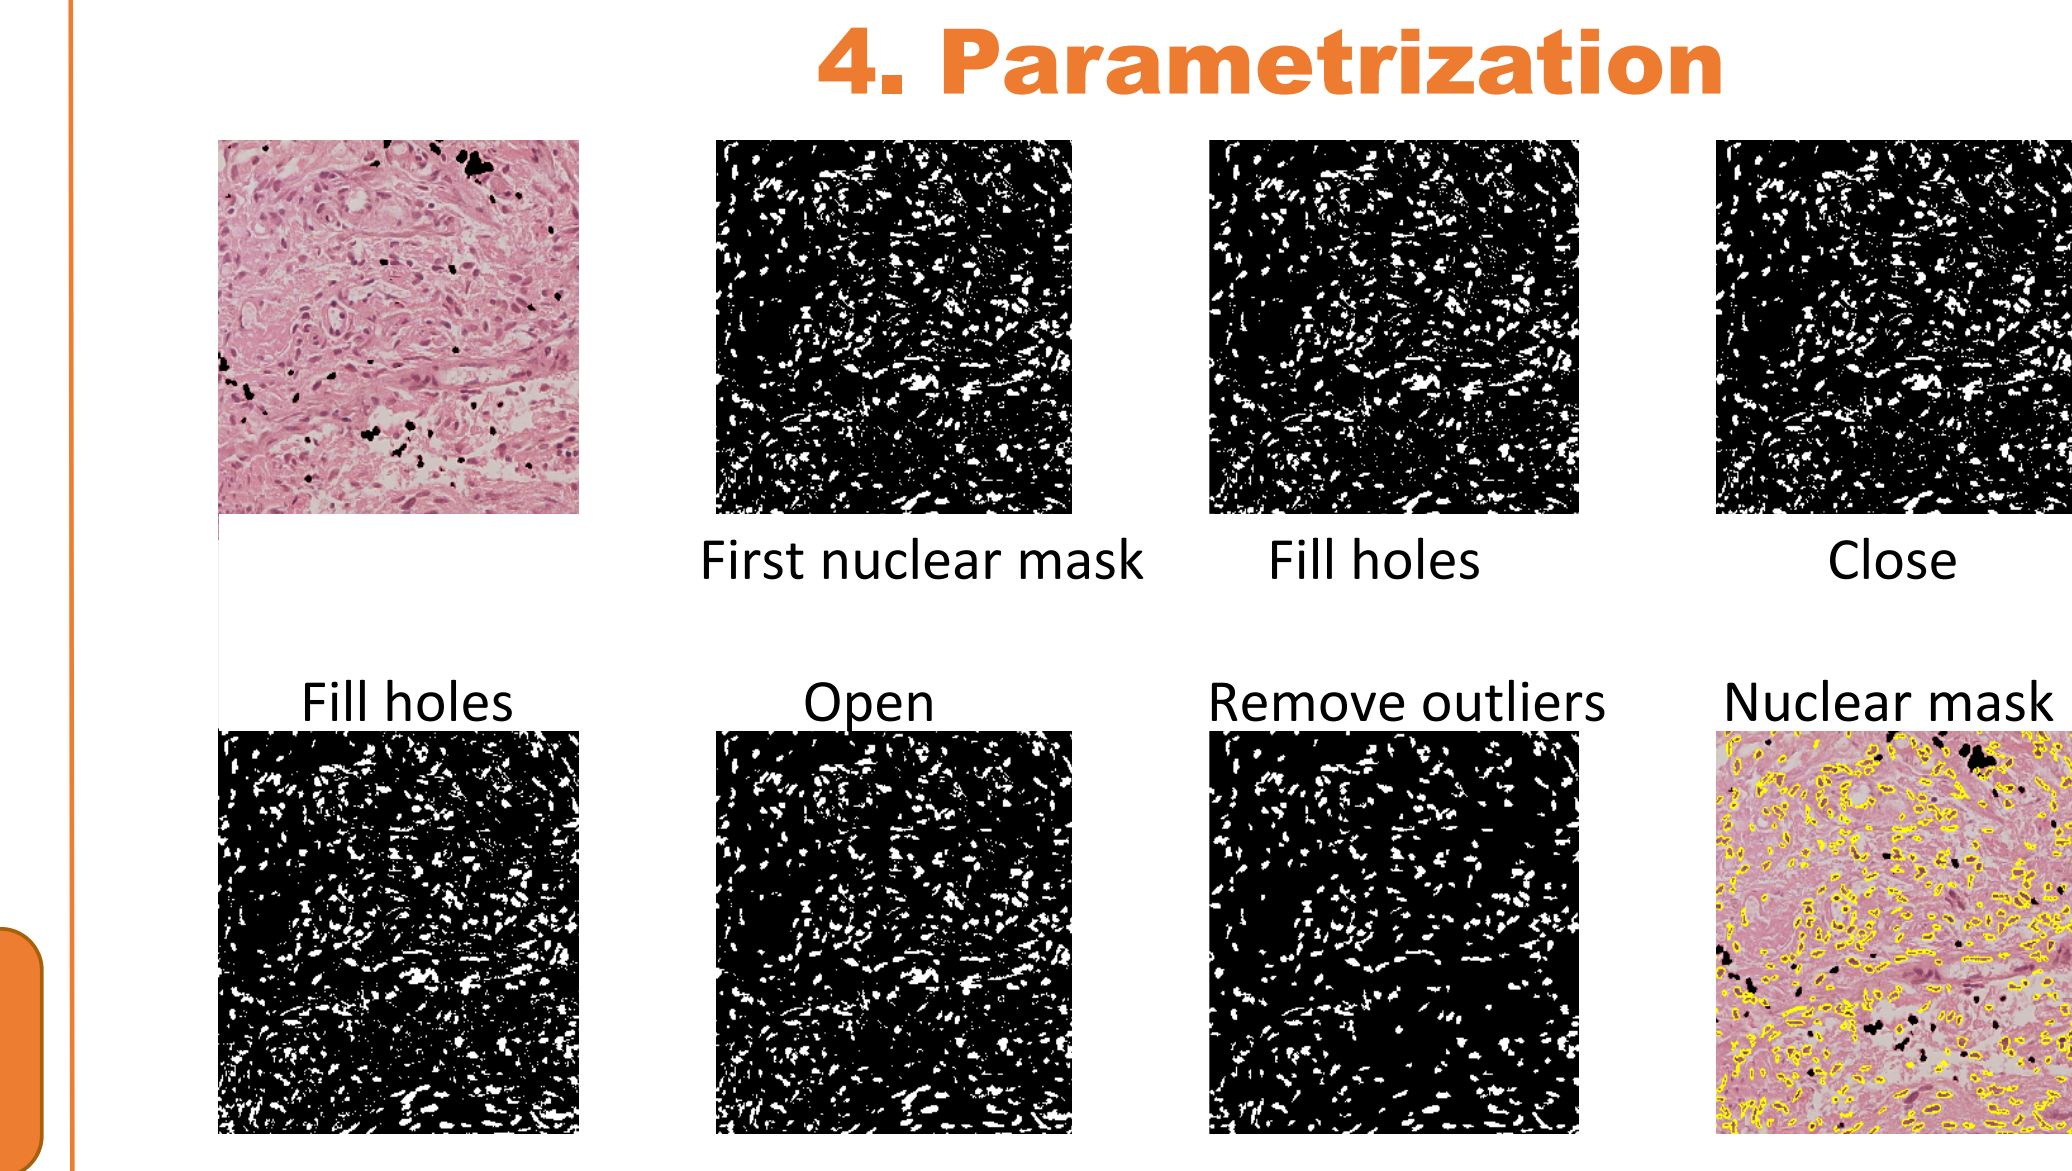 4. Parametrization
First nuclear mask
Fill holes
Close
Fill holes
Open
Remove outliers
Nuclear mask